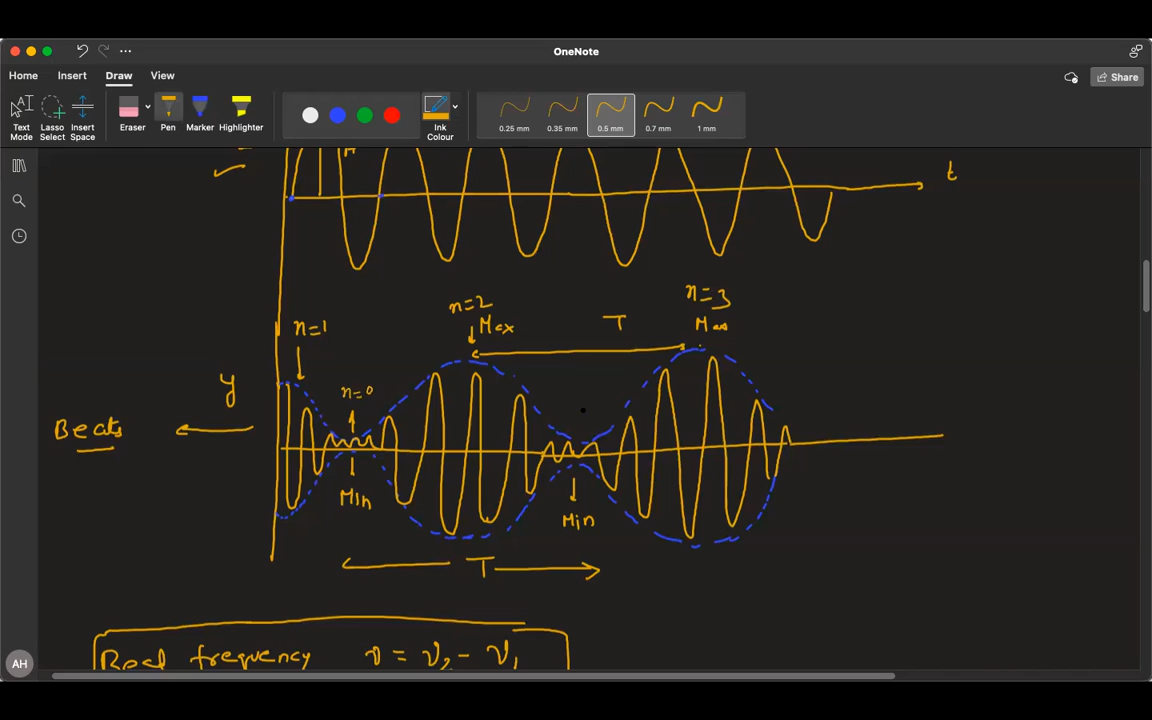 OneNote
Home Insert Draw View
Share
Text Mode
Lasso Select
Insert Space
Eraser
Pen
Marker
Highlighter
Ink Colour
0.25 mm
0.35 mm
0.5 mm
0.7 mm
1 mm
t
n=1
n=2
Max
T
n=3
Max
y
n=0
Beats
Min
Min
T
Beat frequency ν = ν₂ - ν₁
AH